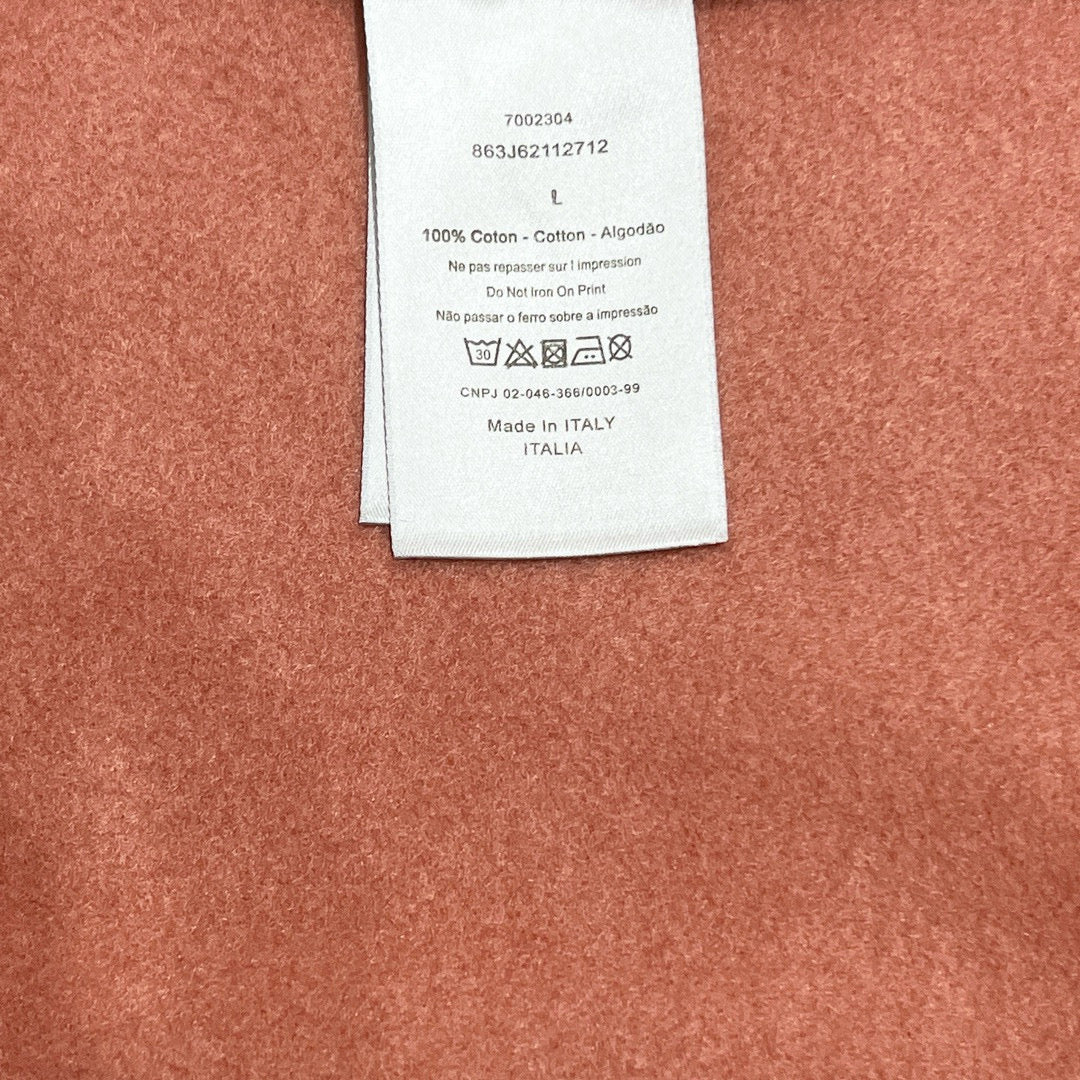 7002304
863J62112712
L
100% Coton - Cotton - Algodão
Ne pas repasser sur l impression
Do Not Iron On Print
Não passar o ferro sobre a impressão
30
CNPJ 02-046-366/0003-99
Made In ITALY
ITALIA